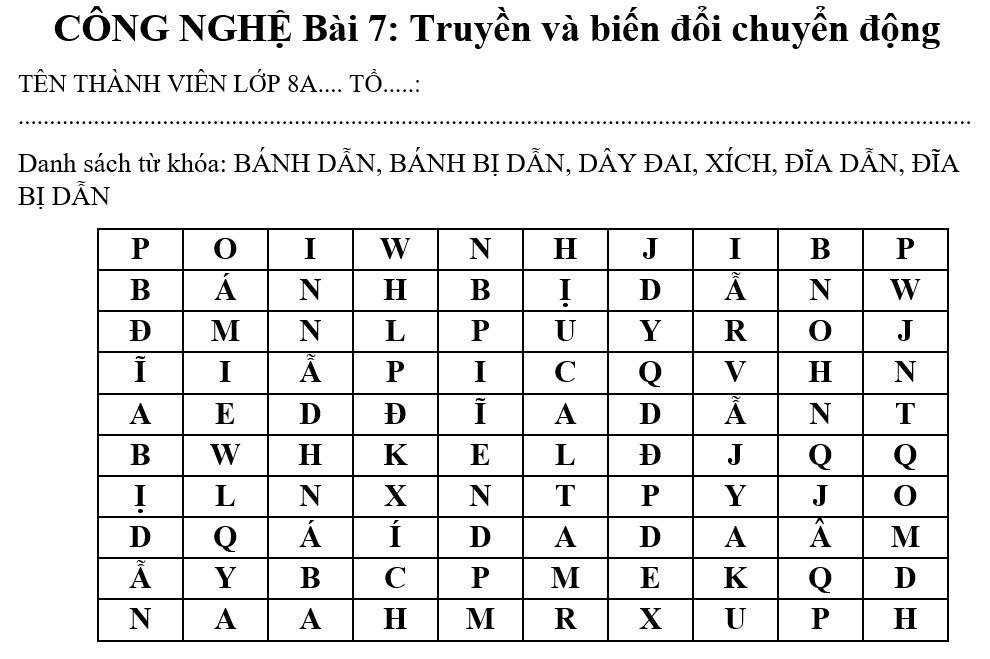 CÔNG NGHỆ Bài 7: Truyền và biến đổi chuyển động
TÊN THÀNH VIÊN LỚP 8A.... TỔ.....:
........................................................................................................................................................
Danh sách từ khóa: BÁNH DẪN, BÁNH BỊ DẪN, DÂY ĐAI, XÍCH, ĐĨA DẪN, ĐĨA
BỊ DẪN
P O I W N H J I B P
B Á N H B Ị D Ẫ N W
Đ M N L P U Y R O J
Ĩ I Ẫ P I C Q V H N
A E D Đ Ĩ A D Ẫ N T
B W H K E L Đ J Q Q
Ị L N X N T P Y J O
D Q Á Í D A D A Â M
Ẫ Y B C P M E K Q D
N A A H M R X U P H